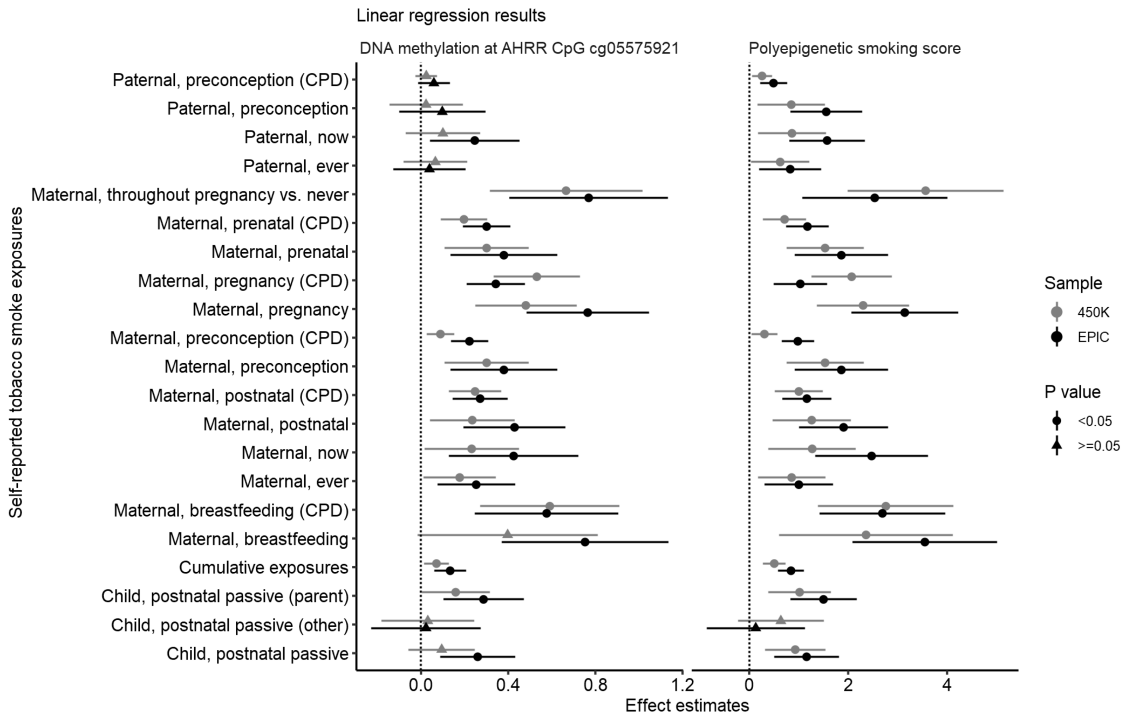 Linear regression results
DNA methylation at AHRR CpG cg05575921
Polyepigenetic smoking score
Self-reported tobacco smoke exposures
Paternal, preconception (CPD)
Paternal, preconception
Paternal, now
Paternal, ever
Maternal, throughout pregnancy vs. never
Maternal, prenatal (CPD)
Maternal, prenatal
Maternal, pregnancy (CPD)
Maternal, pregnancy
Maternal, preconception (CPD)
Maternal, preconception
Maternal, postnatal (CPD)
Maternal, postnatal
Maternal, now
Maternal, ever
Maternal, breastfeeding (CPD)
Maternal, breastfeeding
Cumulative exposures
Child, postnatal passive (parent)
Child, postnatal passive (other)
Child, postnatal passive
0.0 0.4 0.8 1.2 0 2 4
Effect estimates
Sample
450K
EPIC
P value
<0.05
>=0.05